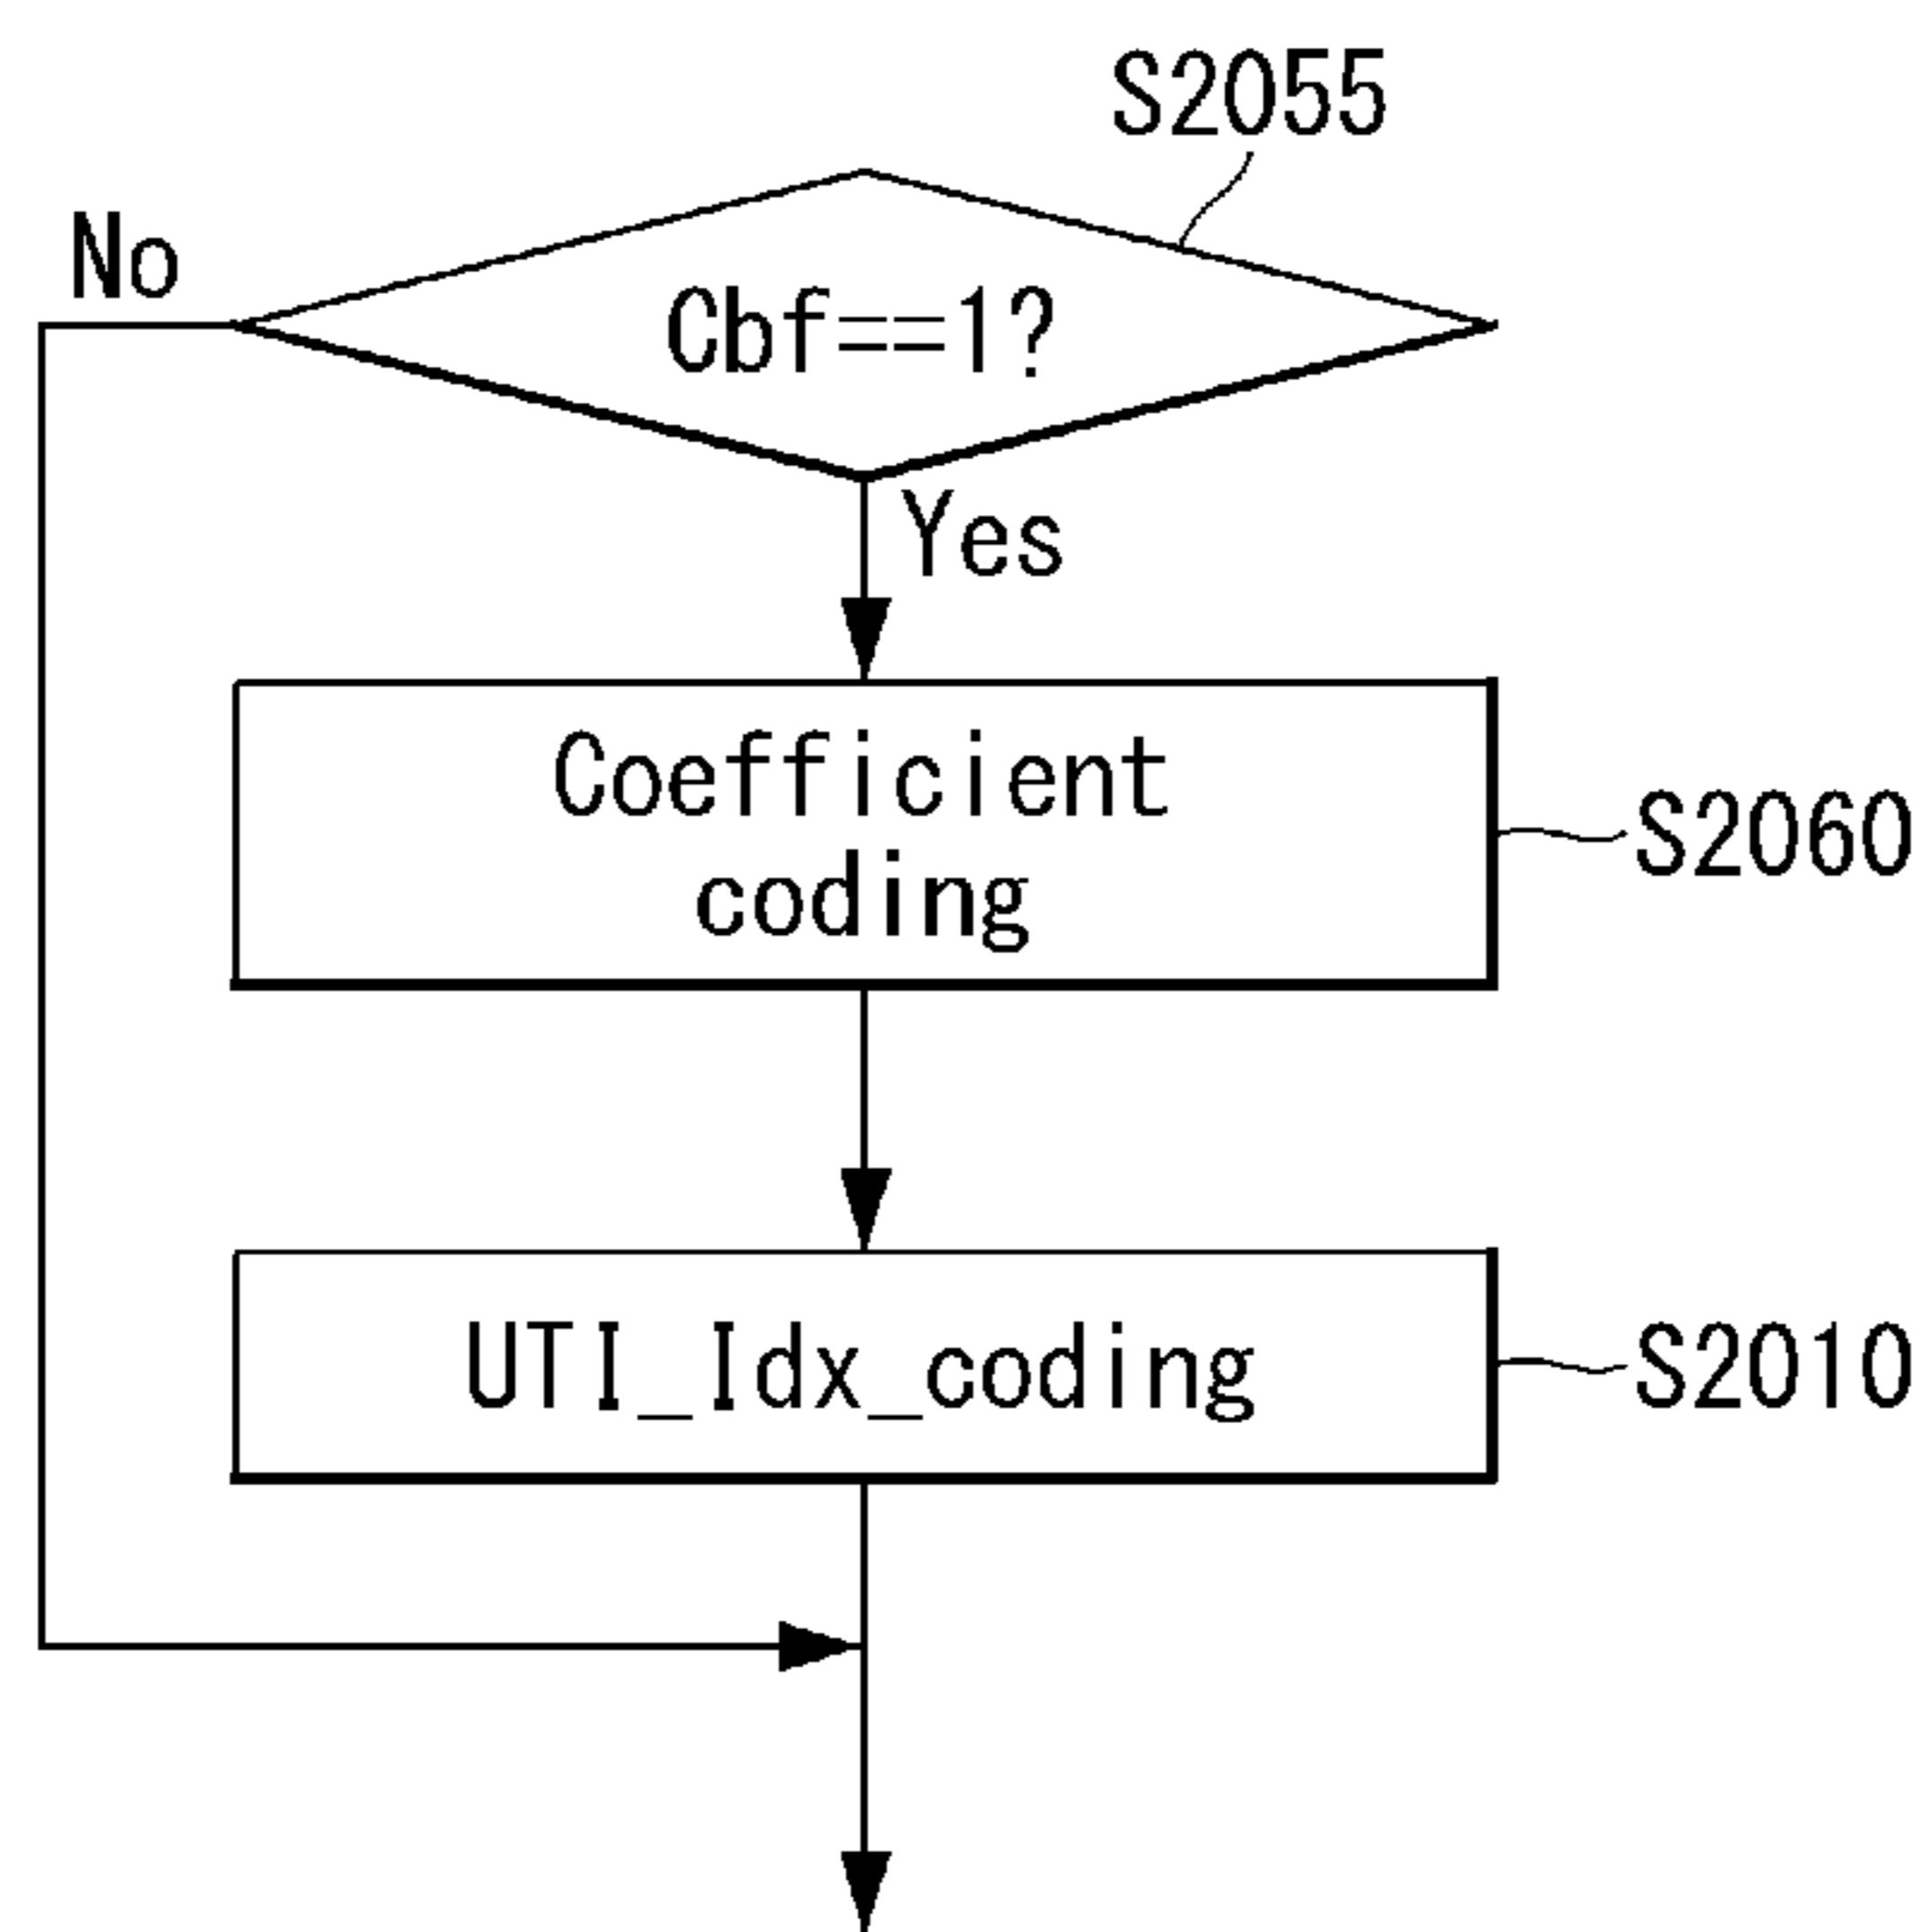 S2055
No
Cbf==1?
Yes
Coefficient
coding
S2060
UTI_Idx_coding
S2010